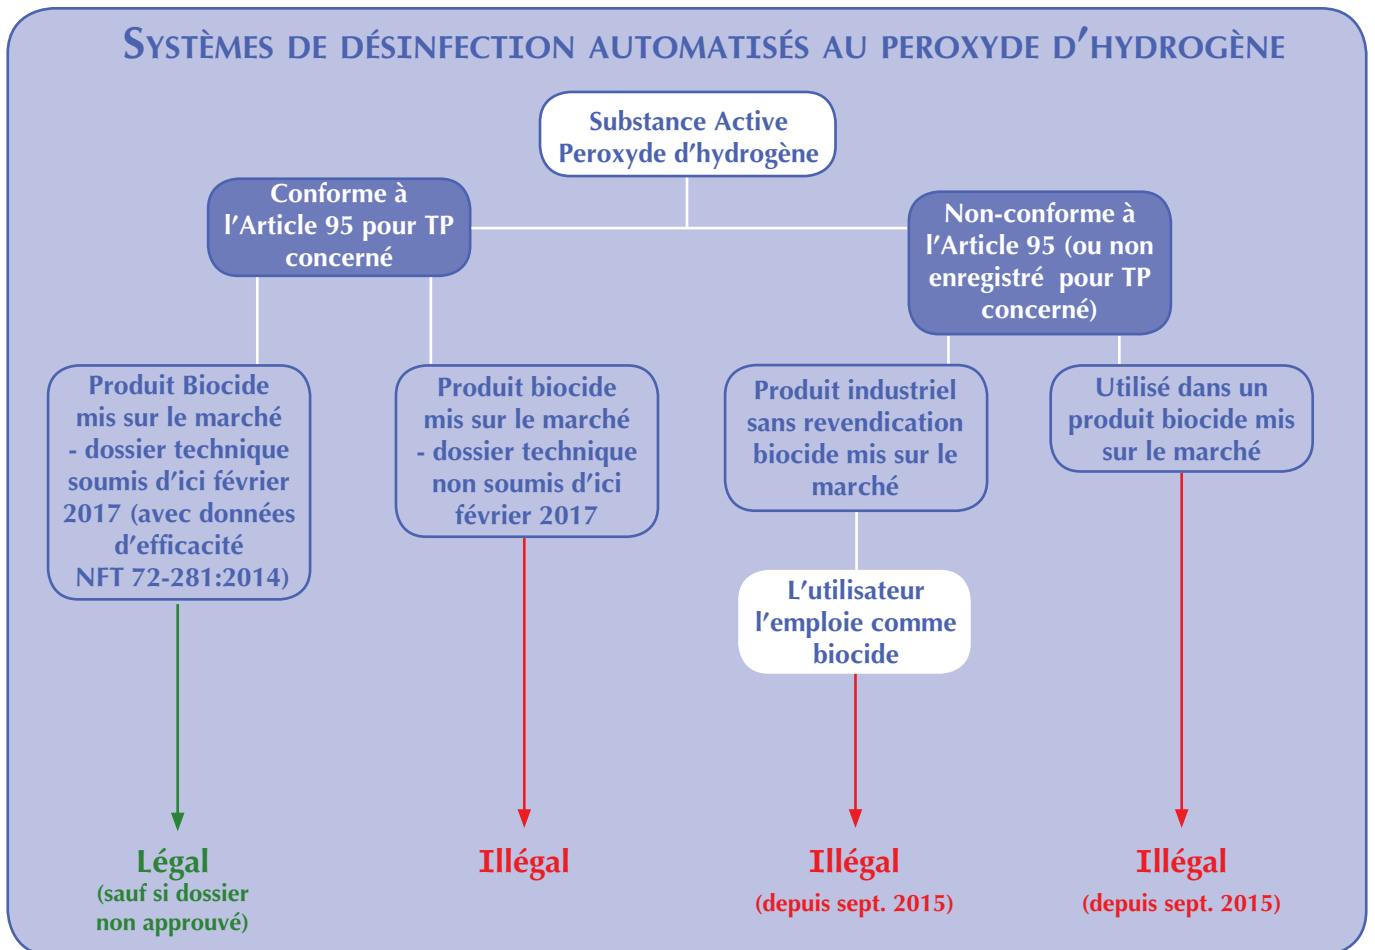 Systèmes de désinfection automatisés au peroxyde d'hydrogène
Substance Active
Peroxyde d'hydrogène
Conforme à
l'Article 95 pour TP
concerné
Non-conforme à
l'Article 95 (ou non
enregistré pour TP
concerné)
Produit Biocide
mis sur le marché
- dossier technique
soumis d'ici février
2017 (avec données
d'efficacité
NFT 72-281:2014)
Produit biocide
mis sur le marché
- dossier technique
non soumis d'ici
février 2017
Produit industriel
sans revendication
biocide mis sur le
marché
Utilisé dans un
produit biocide mis
sur le marché
L'utilisateur
l'emploie comme
biocide
Légal
(sauf si dossier
non approuvé)
Illégal
Illégal
(depuis sept. 2015)
Illégal
(depuis sept. 2015)